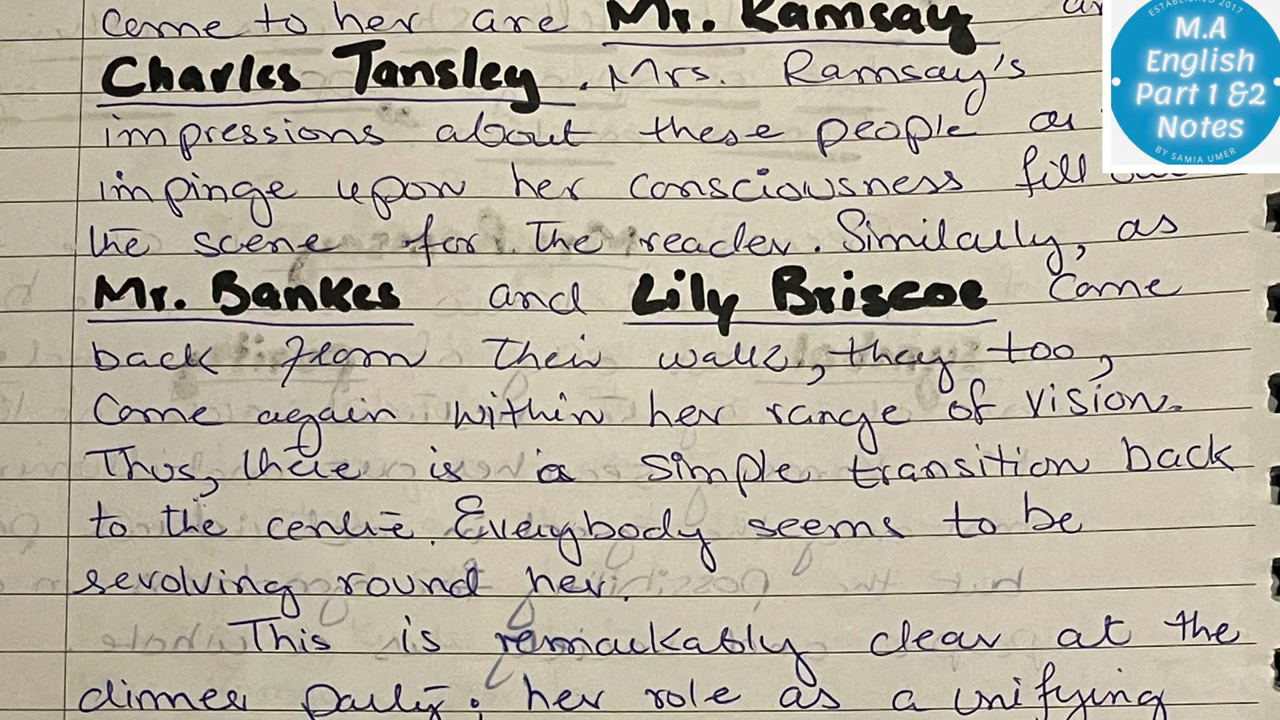 come to her are Mr. Ramsay
Charles Tansley. Mrs. Ramsay's
impressions about these people as
impinge upon her consciousness fill
the scene for the reader. Similarly, as
Mr. Bankes and Lily Briscoe come
back from their walk, they too,
come again within her range of vision.
Thus, there is a simple transition back
to the centre. Everybody seems to be
revolving round her.
This is remarkably clear at the
dinner party; her role as a unifying
ESTABLISHED 2017
M.A
English
Part 1 & 2
Notes
BY SAMIA UMER